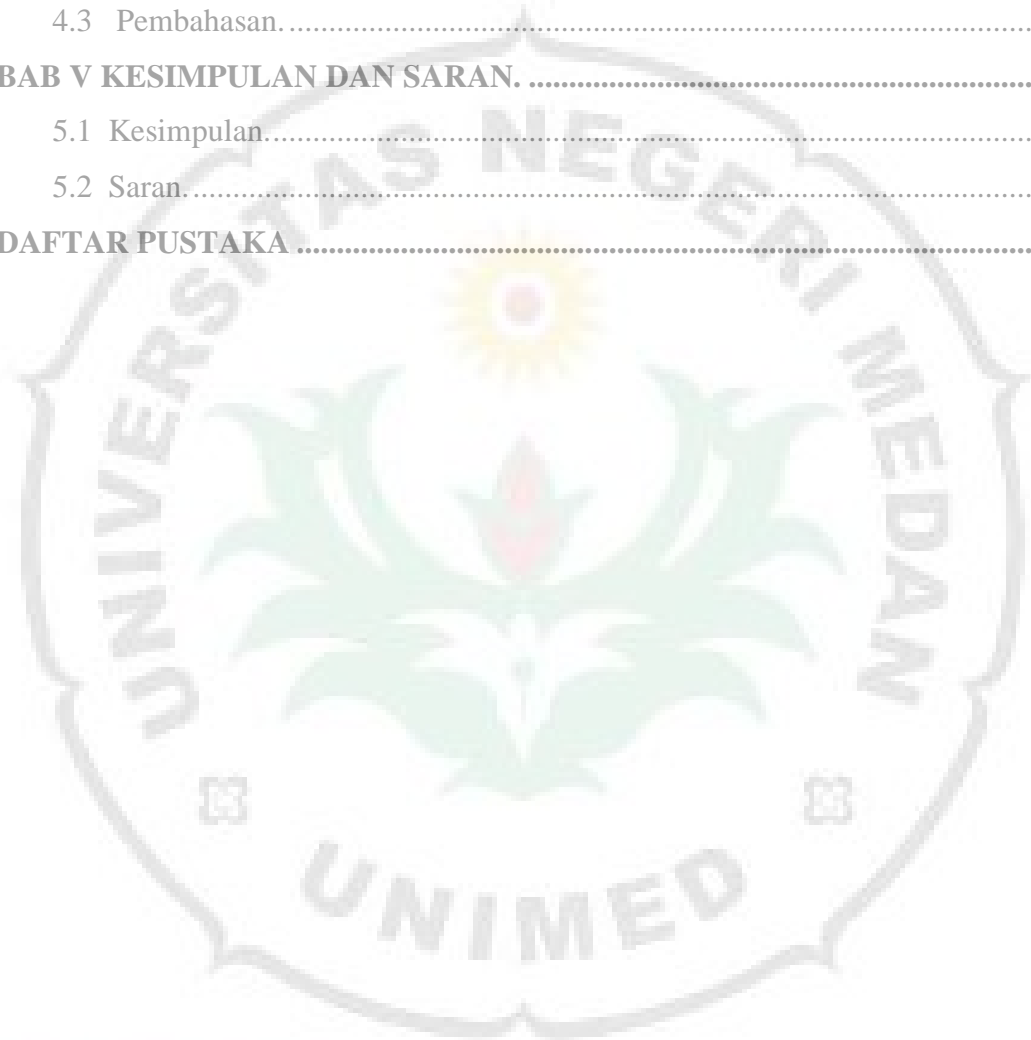 4.3 Pembahasan. ........................................................................................
BAB V KESIMPULAN DAN SARAN. ............................................................
5.1 Kesimpulan. ........................................................................................
5.2 Saran. ........................................................................................
DAFTAR PUSTAKA ........................................................................................
UNIVERSITAS NEGERI MEDAN
UNIMED